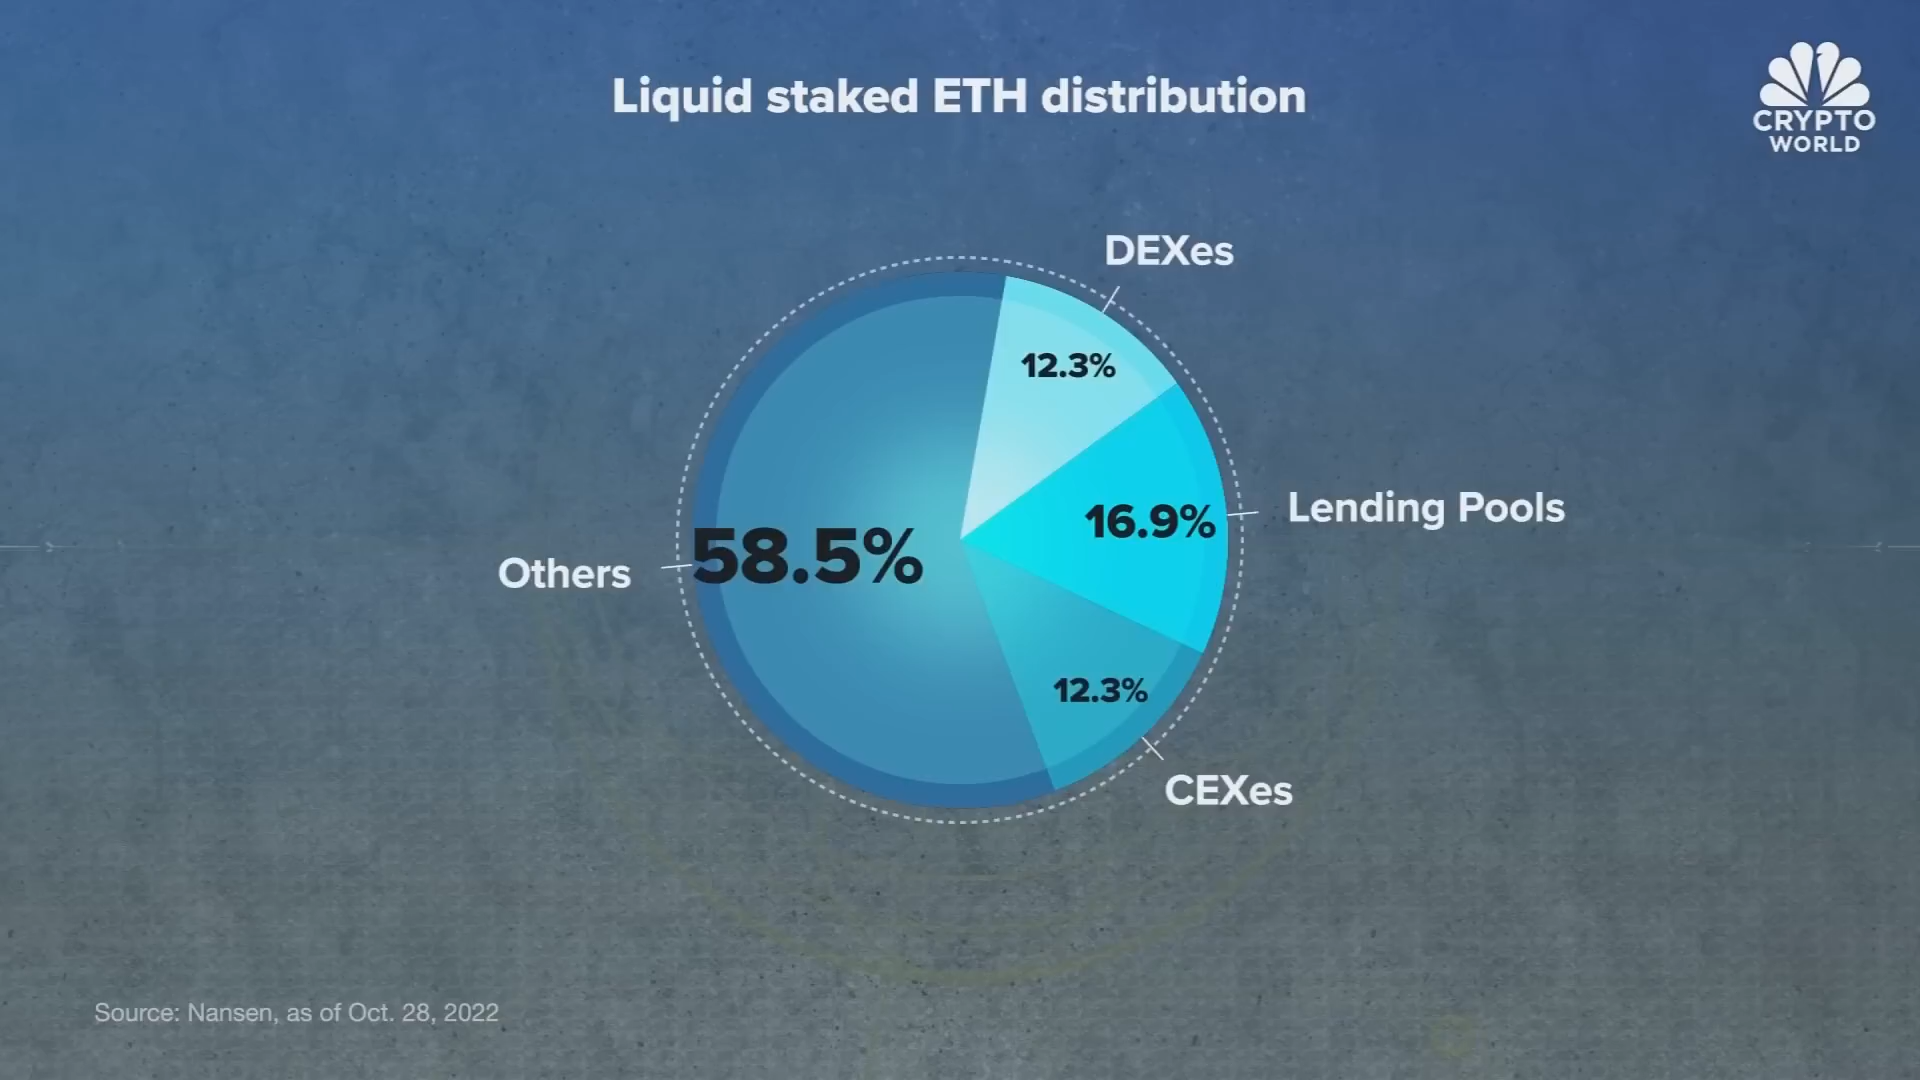 Liquid staked ETH distribution
CRYPTO
WORLD
DEXes
12.3%
Lending Pools
16.9%
Others
58.5%
12.3%
CEXes
Source: Nansen, as of Oct. 28, 2022